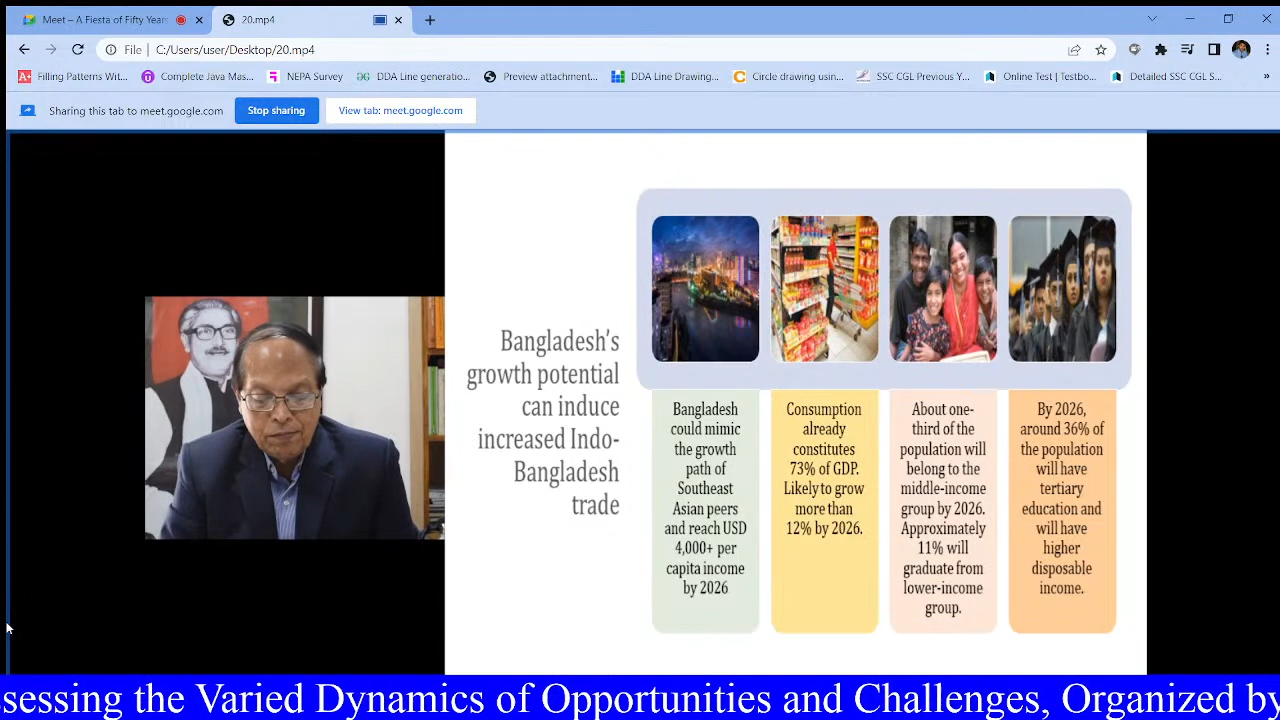 Meet – A Fiesta of Fifty Year
20.mp4
File
C:/Users/user/Desktop/20.mp4
Filling Patterns Wit...
Complete Java Mas...
NEPA Survey
DDA Line generatio...
Preview attachment...
DDA Line Drawing...
Circle drawing usin...
SSC CGL Previous Y...
Online Test| Testbo...
Detailed SSC CGL S...
»
Sharing this tab to meet.google.com
Stop sharing
View tab: meet.google.com
Bangladesh's
growth potential
can induce
increased Indo-
Bangladesh
trade
Bangladesh
could mimic
the growth
path of
Southeast
Asian peers
and reach USD
4,000+ per
capita income
by 2026
Consumption
already
constitutes
73% of GDP.
Likely to grow
more than
12% by 2026.
About one-
third of the
population will
belong to the
middle-income
group by 2026.
Approximately
11% will
graduate from
lower-income
group.
By 2026,
around 36% of
the population
will have
tertiary
education and
will have
higher
disposable
income.
sessing the Varied Dynamics of Opportunities and Challenges, Organized by